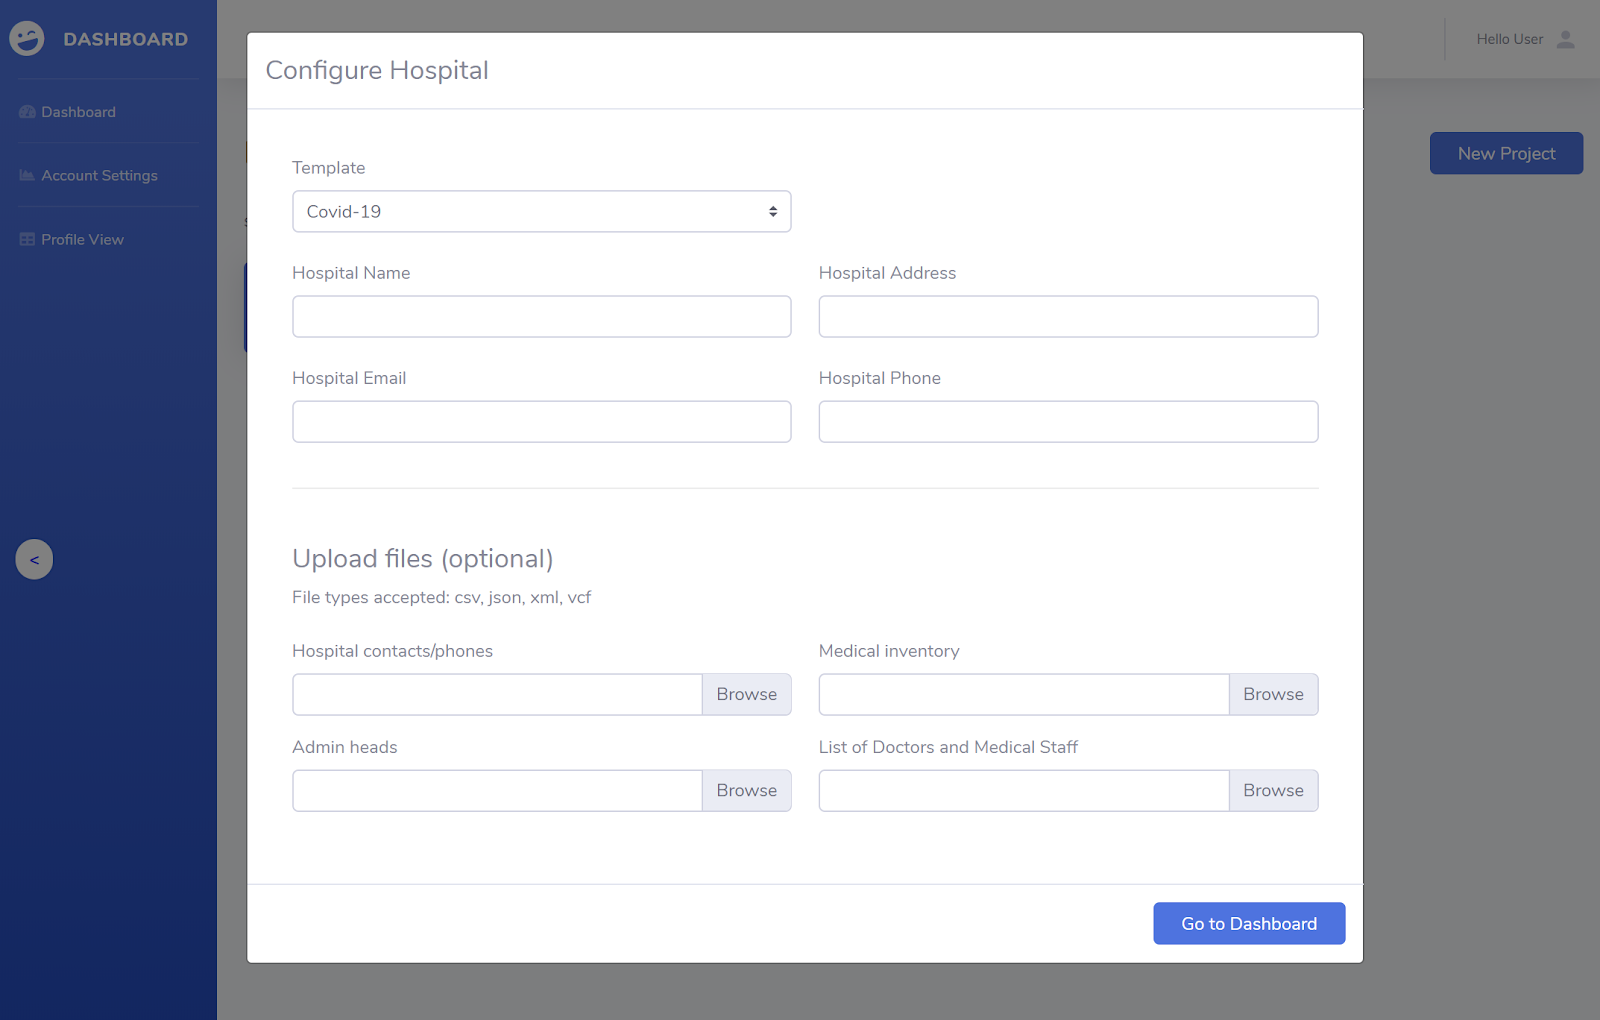 DASHBOARD
Dashboard
Account Settings
Profile View
<
Hello User
New Project
Configure Hospital
Template
Covid-19
Hospital Name
Hospital Address
Hospital Email
Hospital Phone
Upload files (optional)
File types accepted: csv, json, xml, vcf
Hospital contacts/phones
Medical inventory
Browse
Browse
Admin heads
List of Doctors and Medical Staff
Browse
Browse
Go to Dashboard